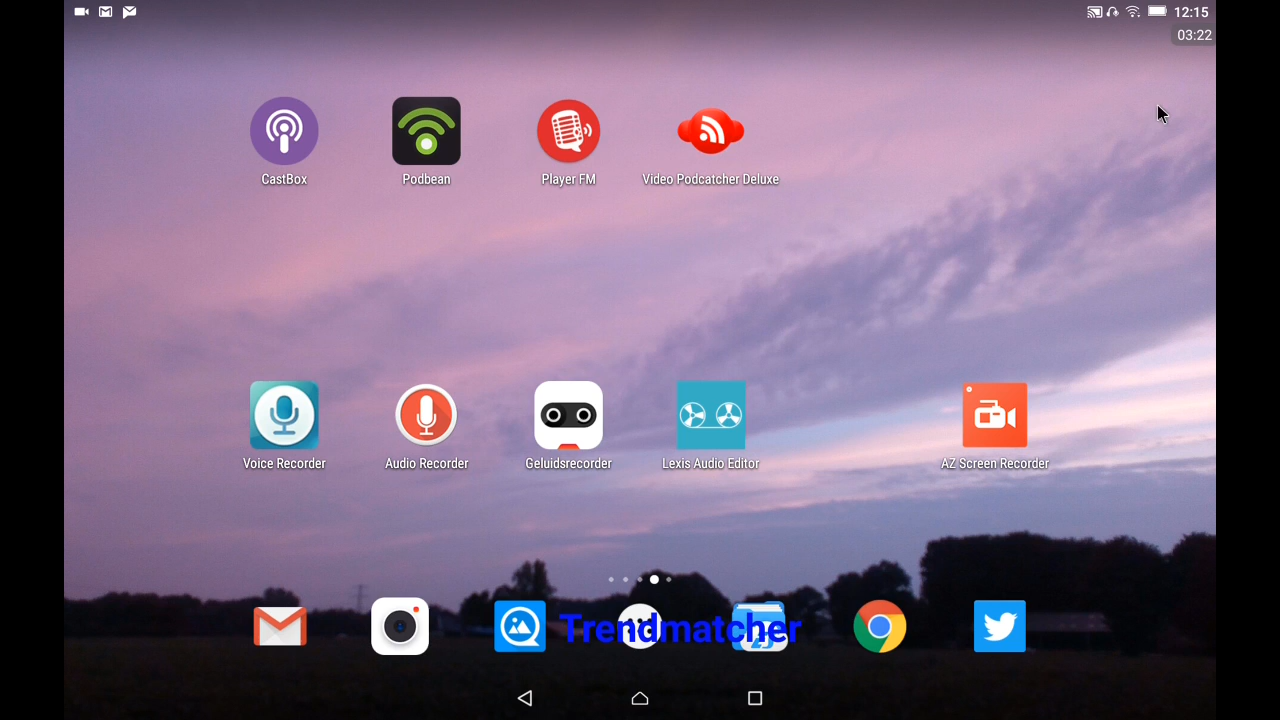 12:15
03:22
CastBox
Podbean
Player FM
Video Podcatcher Deluxe
Voice Recorder
Audio Recorder
Geluidsrecorder
Lexis Audio Editor
AZ Screen Recorder
Trendmatcher